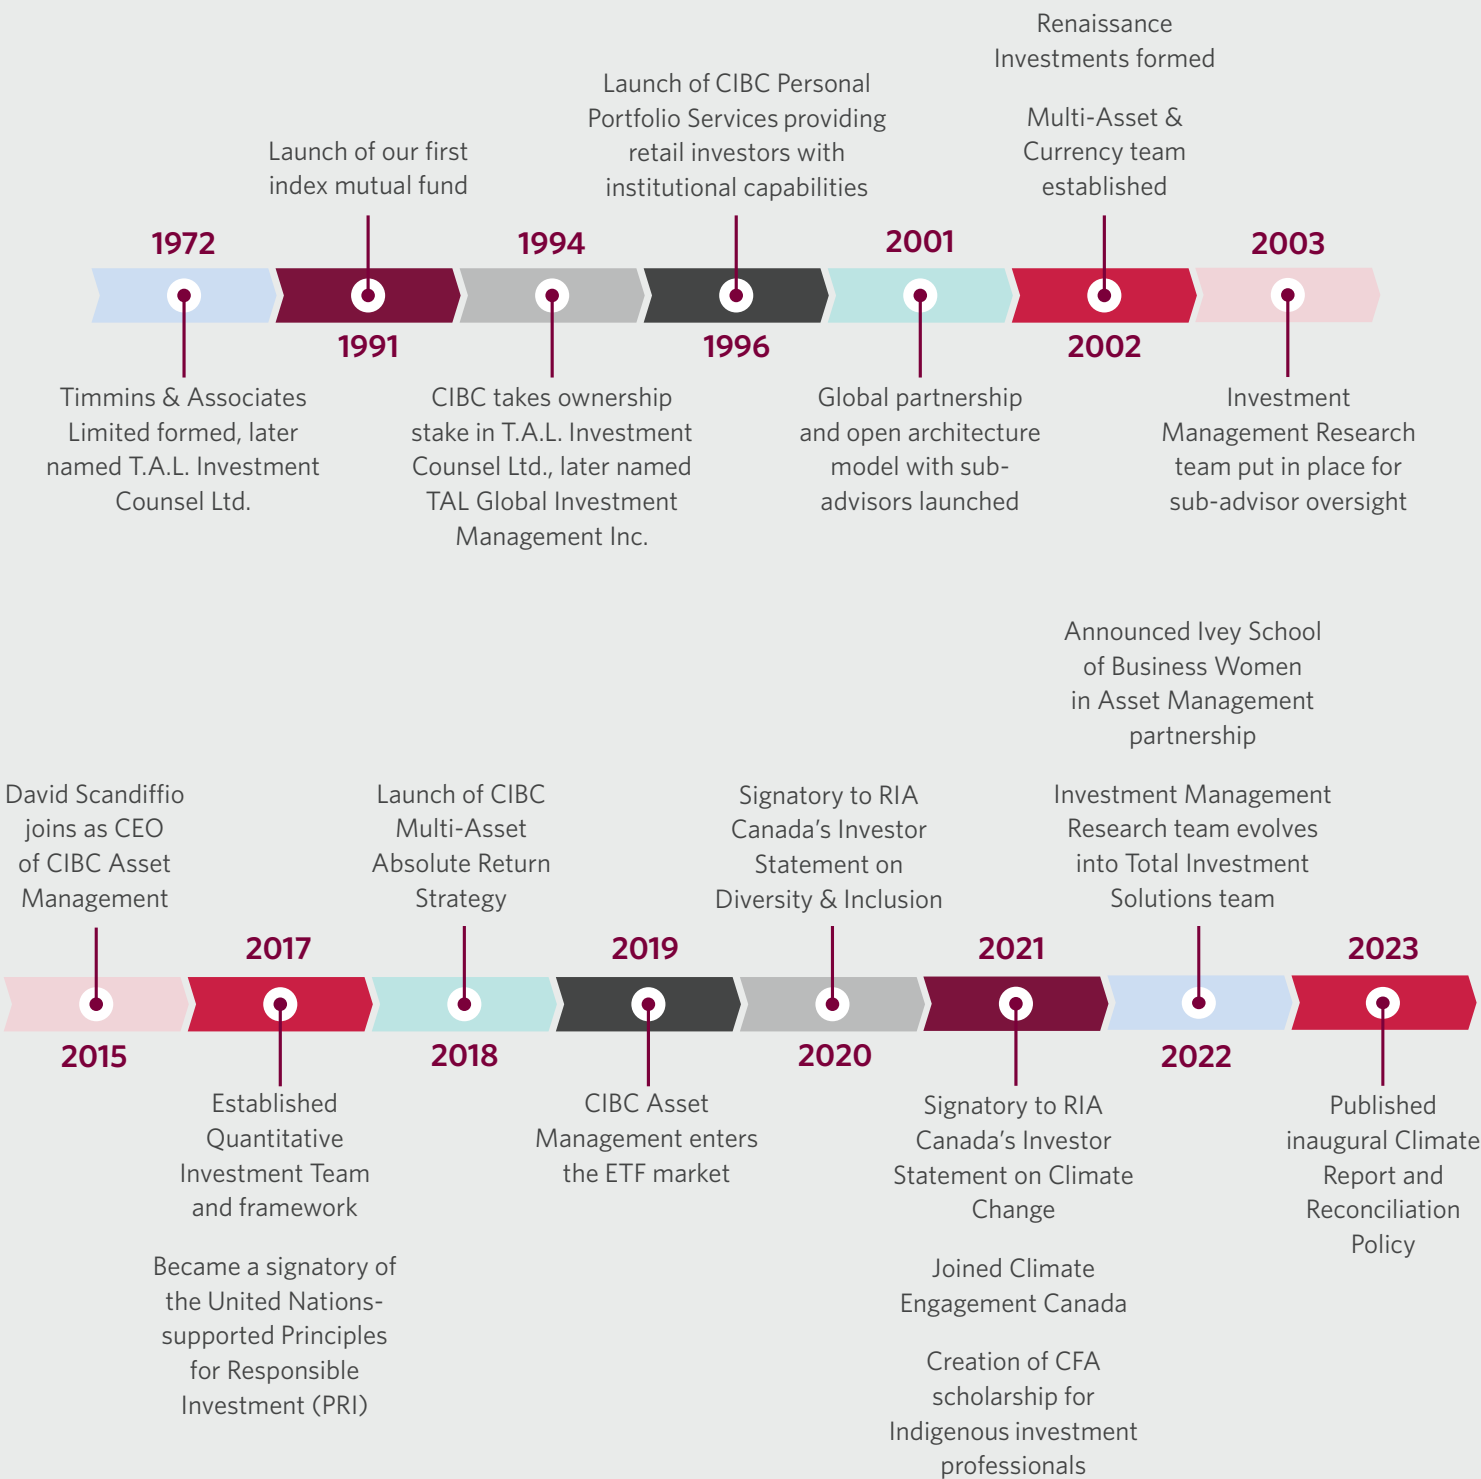 1972
Timmins & Associates
Limited formed, later
named T.A.L. Investment
Counsel Ltd.
Launch of our first
index mutual fund
1991
1994
CIBC takes ownership
stake in T.A.L. Investment
Counsel Ltd., later named
TAL Global Investment
Management Inc.
Launch of CIBC Personal
Portfolio Services providing
retail investors with
institutional capabilities
1996
2001
Global partnership
and open architecture
model with sub-
advisors launched
Renaissance
Investments formed
Multi-Asset &
Currency team
established
2002
2003
Investment
Management Research
team put in place for
sub-advisor oversight
David Scandiffio
joins as CEO
of CIBC Asset
Management
2015
2017
Established
Quantitative
Investment Team
and framework
Became a signatory of
the United Nations-
supported Principles
for Responsible
Investment (PRI)
Launch of CIBC
Multi-Asset
Absolute Return
Strategy
2018
2019
CIBC Asset
Management enters
the ETF market
Signatory to RIA
Canada’s Investor
Statement on
Diversity & Inclusion
2020
2021
Signatory to RIA
Canada’s Investor
Statement on Climate
Change
Joined Climate
Engagement Canada
Creation of CFA
scholarship for
Indigenous investment
professionals
Announced Ivey School
of Business Women
in Asset Management
partnership
Investment Management
Research team evolves
into Total Investment
Solutions team
2022
2023
Published
inaugural Climate
Report and
Reconciliation
Policy